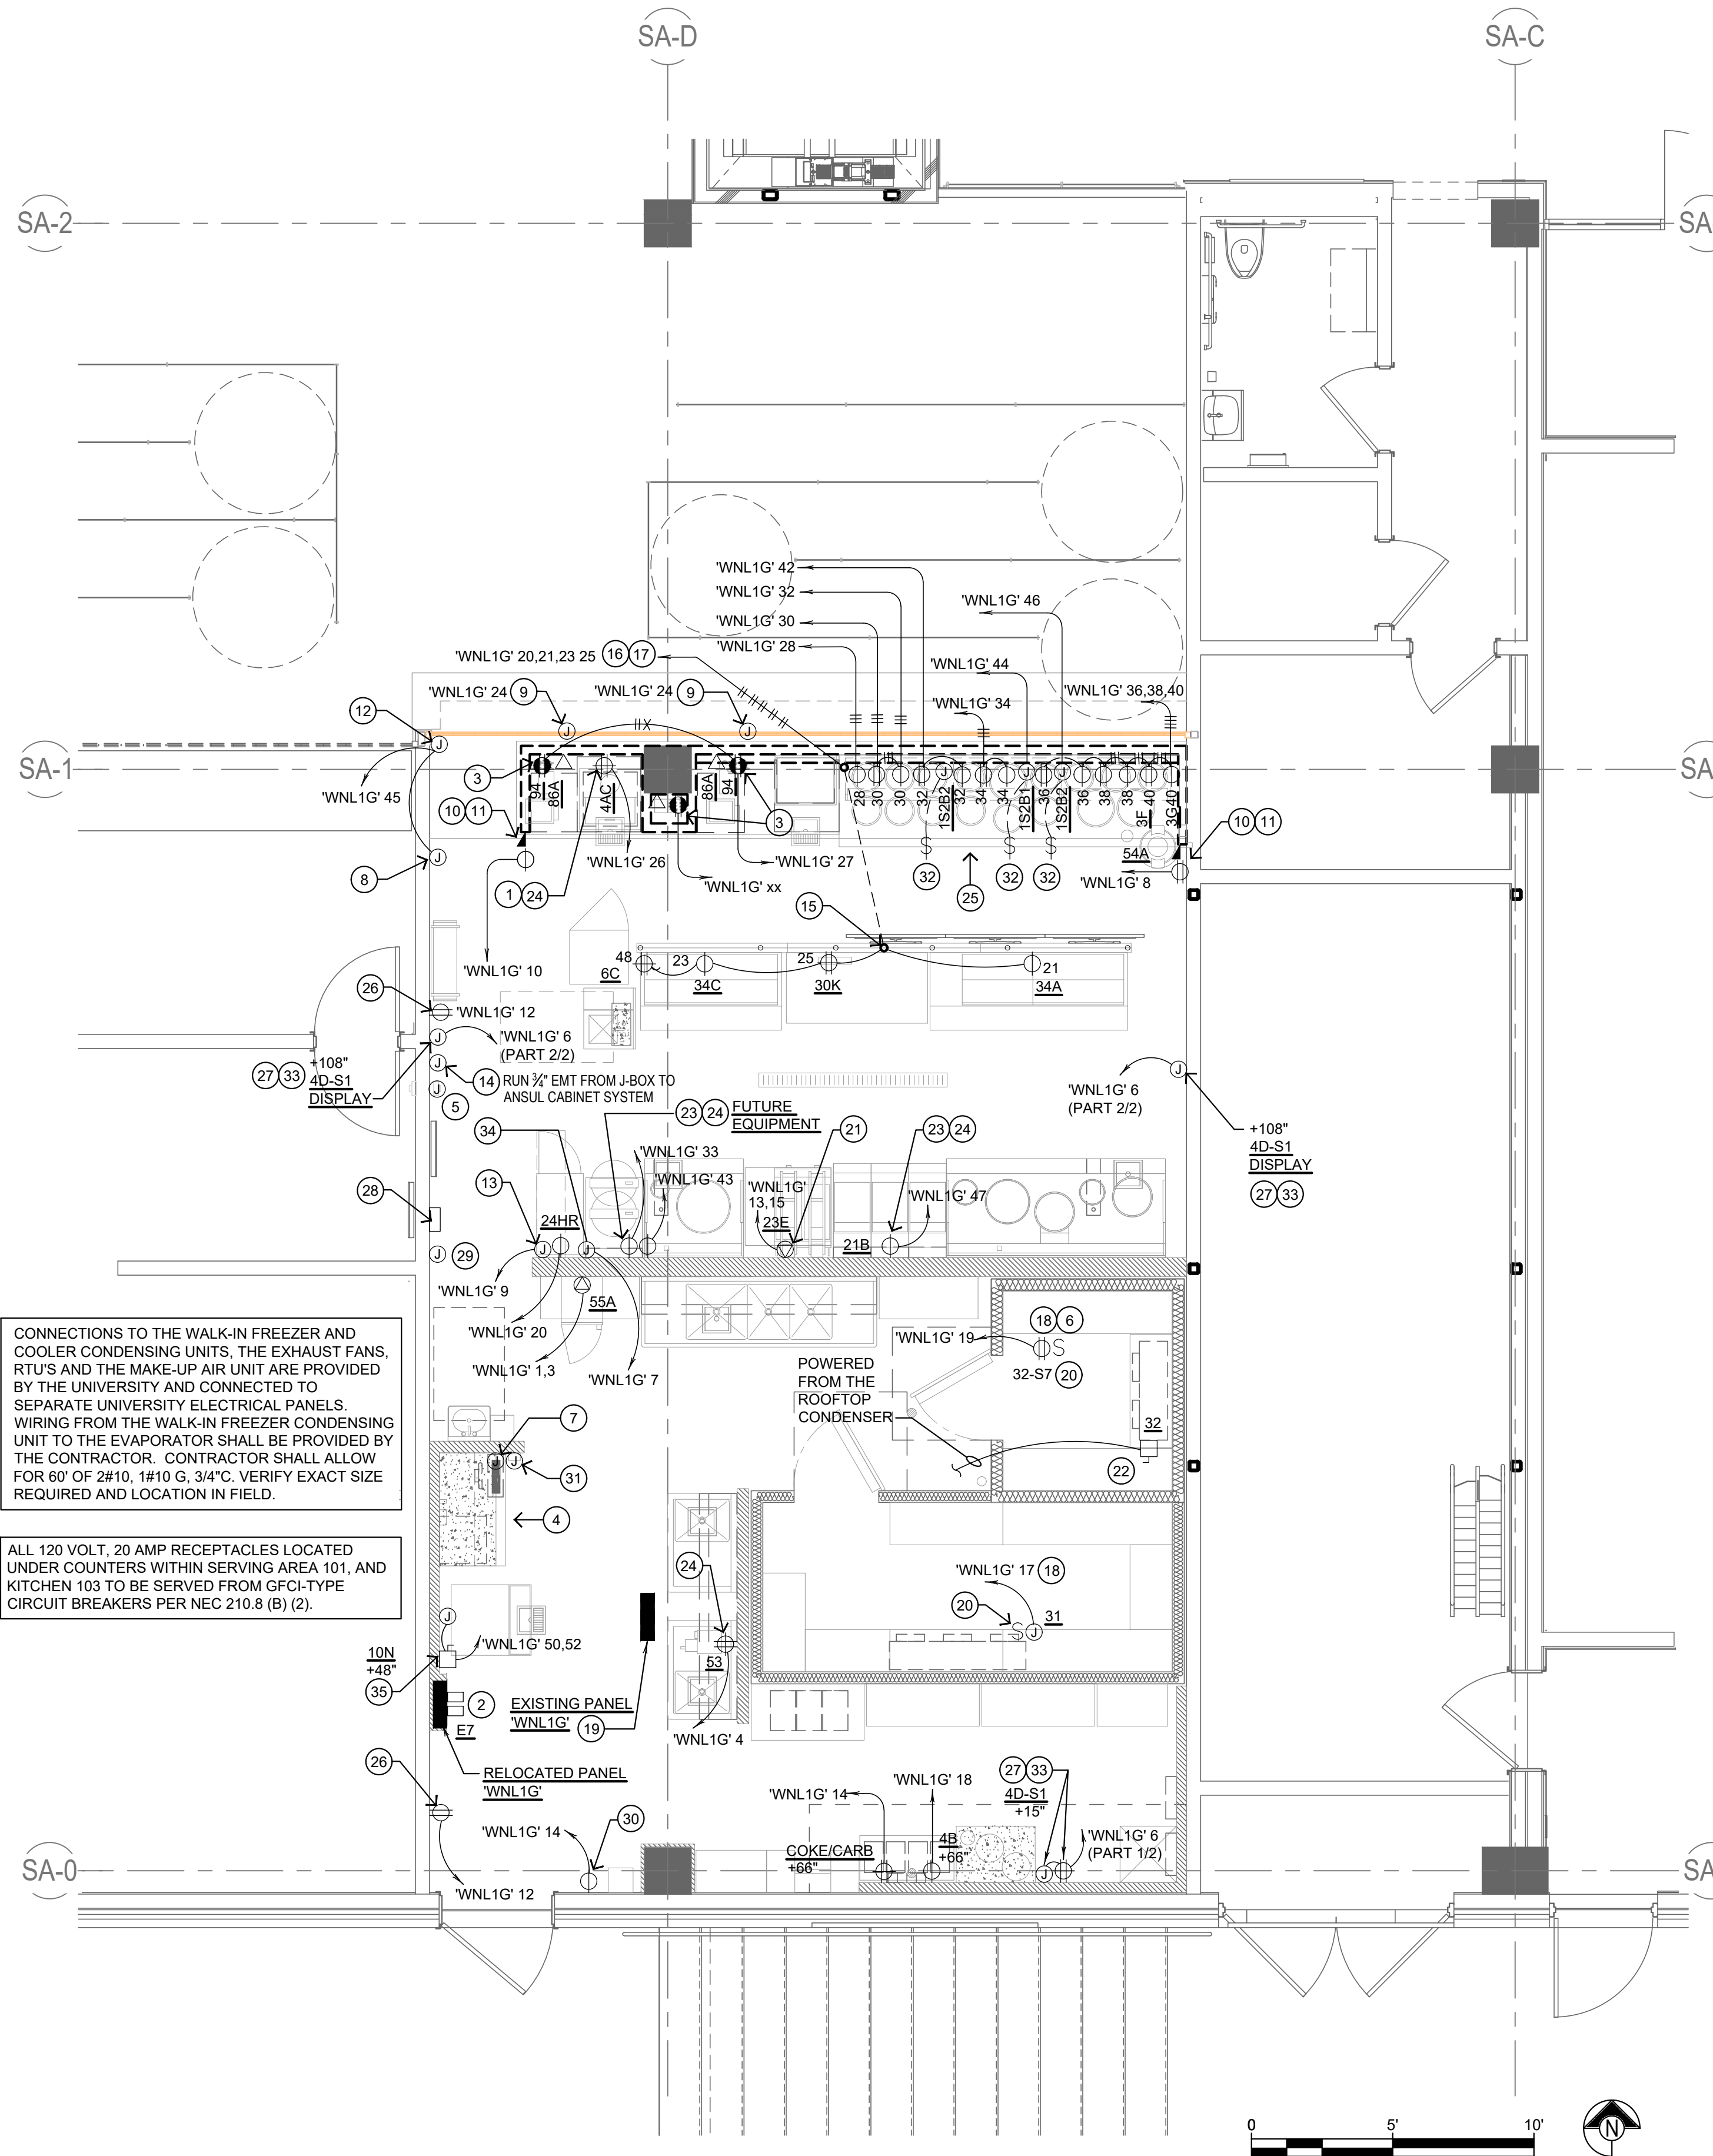 SA-D
SA-C
SA-2
SA
'WNL1G' 42
'WNL1G' 32
'WNL1G' 46
'WNL1G' 30
'WNL1G' 28
'WNL1G' 20,21,23 25
16
17
'WNL1G' 44
'WNL1G' 24
9
'WNL1G' 24
9
'WNL1G' 36,38,40
'WNL1G' 34
12
J
J
J
SA-1
SA
3
94
86A
4AC
86A
94
28
30
30
32
1S2B2
32
34
34
1S2B1
36
1S2B2
36
38
38
3F 40
3G40
J
J
J
'WNL1G' 45
10
11
3
10
11
S
S
S
J
8
'WNL1G' 26
'WNL1G' 27
54A
32
32
32
'WNL1G' 8
1
24
'WNL1G' xx
25
15
'WNL1G' 10
6C
48
23
25
21
34C
30K
34A
26
'WNL1G' 12
J
'WNL1G' 6
(PART 2/2)
27
33
+108"
4D-S1
DISPLAY
J
14
RUN ¾" EMT FROM J-BOX TO
ANSUL CABINET SYSTEM
J
5
J
'WNL1G' 6
(PART 2/2)
+108"
4D-S1
DISPLAY
27
33
23
24
FUTURE
EQUIPMENT
34
21
23
24
'WNL1G' 33
'WNL1G' 43
13
'WNL1G'
13,15
'WNL1G' 47
28
24HR
23E
21B
J
J
J
29
'WNL1G' 9
55A
'WNL1G' 20
'WNL1G' 1,3
'WNL1G' 7
CONNECTIONS TO THE WALK-IN FREEZER AND
COOLER CONDENSING UNITS, THE EXHAUST FANS,
RTU'S AND THE MAKE-UP AIR UNIT ARE PROVIDED
BY THE UNIVERSITY AND CONNECTED TO
SEPARATE UNIVERSITY ELECTRICAL PANELS.
WIRING FROM THE WALK-IN FREEZER CONDENSING
UNIT TO THE EVAPORATOR SHALL BE PROVIDED BY
THE CONTRACTOR. CONTRACTOR SHALL ALLOW
FOR 60' OF 2#10, 1#10 G, 3/4"C. VERIFY EXACT SIZE
REQUIRED AND LOCATION IN FIELD.
18
6
'WNL1G' 19
S
32-S7
20
POWERED
FROM THE
ROOFTOP
CONDENSER
32
22
7
J
J
31
4
ALL 120 VOLT, 20 AMP RECEPTACLES LOCATED
UNDER COUNTERS WITHIN SERVING AREA 101, AND
KITCHEN 103 TO BE SERVED FROM GFCI-TYPE
CIRCUIT BREAKERS PER NEC 210.8 (B) (2).
24
'WNL1G' 17
18
20
S
J
31
J
'WNL1G' 50,52
10N
+48"
35
53
2
E7
EXISTING PANEL
'WNL1G'
19
'WNL1G' 4
RELOCATED PANEL
'WNL1G'
26
'WNL1G' 14
30
'WNL1G' 12
'WNL1G' 14
'WNL1G' 18
27
33
4D-S1
+15"
COKE/CARB
+66"
4B
+66"
J
'WNL1G' 6
(PART 1/2)
SA-0
SA
0
5'
10'
N